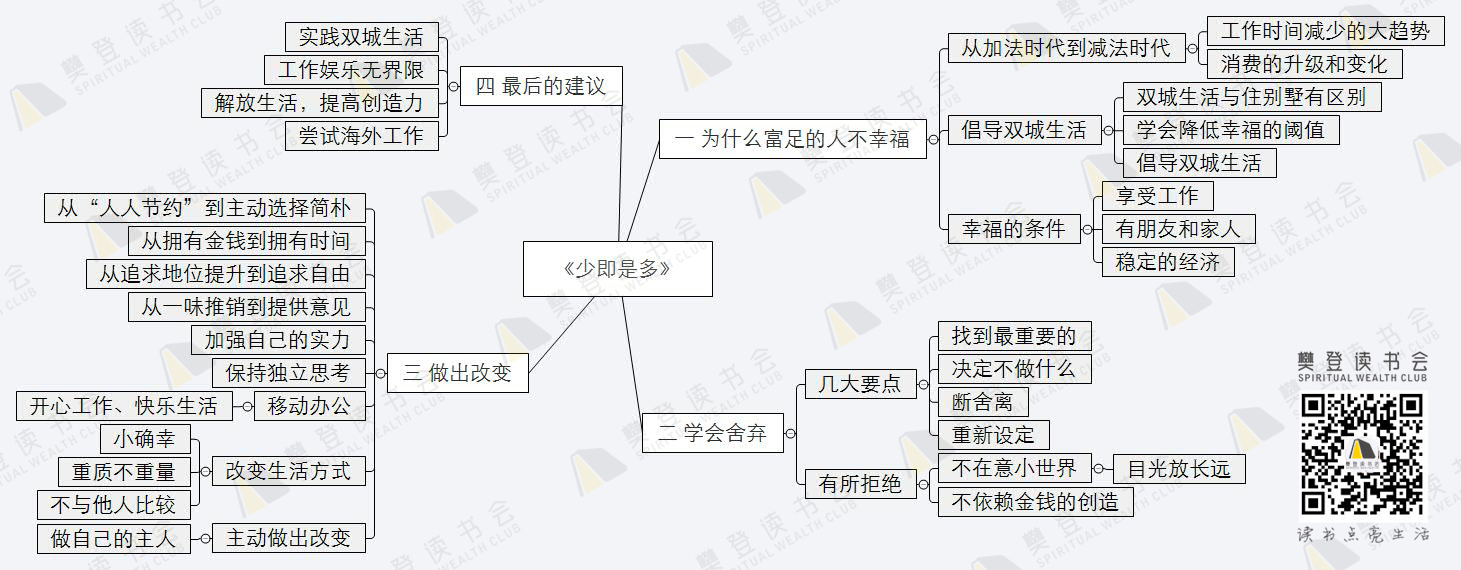 《少即是多》
一 为什么富足的人不幸福
从加法时代到减法时代
工作时间减少的大趋势
消费的升级和变化
倡导双城生活
双城生活与住别墅有区别
学会降低幸福的阈值
倡导双城生活
幸福的条件
享受工作
有朋友和家人
稳定的经济
二 学会舍弃
几大要点
找到最重要的
决定不做什么
断舍离
重新设定
有所拒绝
不在意小世界
目光放长远
不依赖金钱的创造
三 做出改变
从“人人节约”到主动选择简朴
从拥有金钱到拥有时间
从追求地位提升到追求自由
从一味推销到提供意见
加强自己的实力
保持独立思考
移动办公
开心工作、快乐生活
改变生活方式
小确幸
重质不重量
不与他人比较
主动做出改变
做自己的主人
四 最后的建议
实践双城生活
工作娱乐无界限
解放生活，提高创造力
尝试海外工作
樊登读书会
SPIRITUAL WEALTH CLUB
读书点亮生活